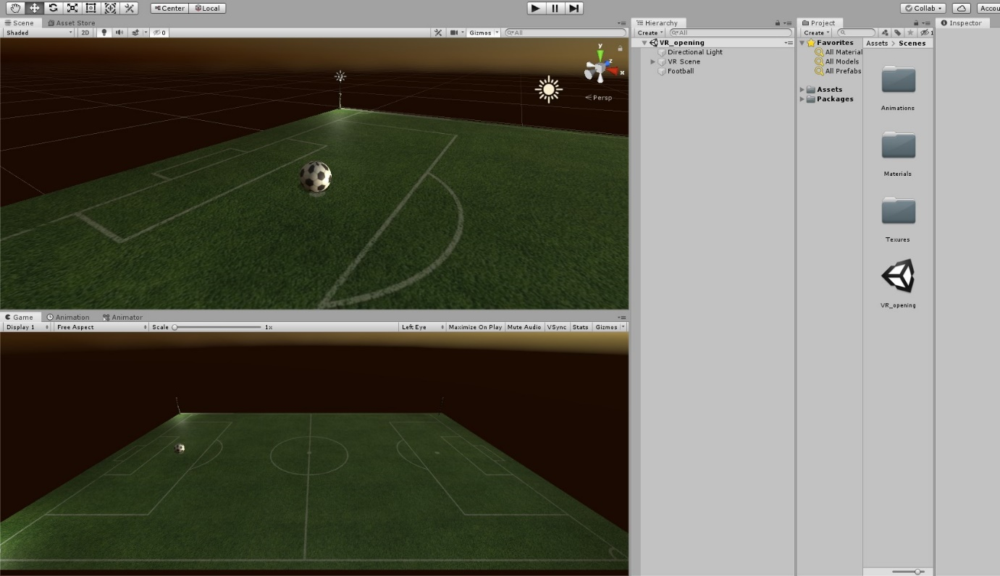 Center Local
Collab
Accou
Scene Asset Store
Shaded 2D 0 Gizmos All
y
z
x
Persp
Game Animation Animator
Display 1 Free Aspect Scale 1x Left Eye Maximize On Play Mute Audio VSync Stats Gizmos
Hierarchy
Create All
VR_opening
Directional Light
VR Scene
Football
Project
Create 1
Favorites
All Material
All Models
All Prefabs
Assets
Packages
Assets > Scenes
Animations
Materials
Texures
VR_opening
Inspector